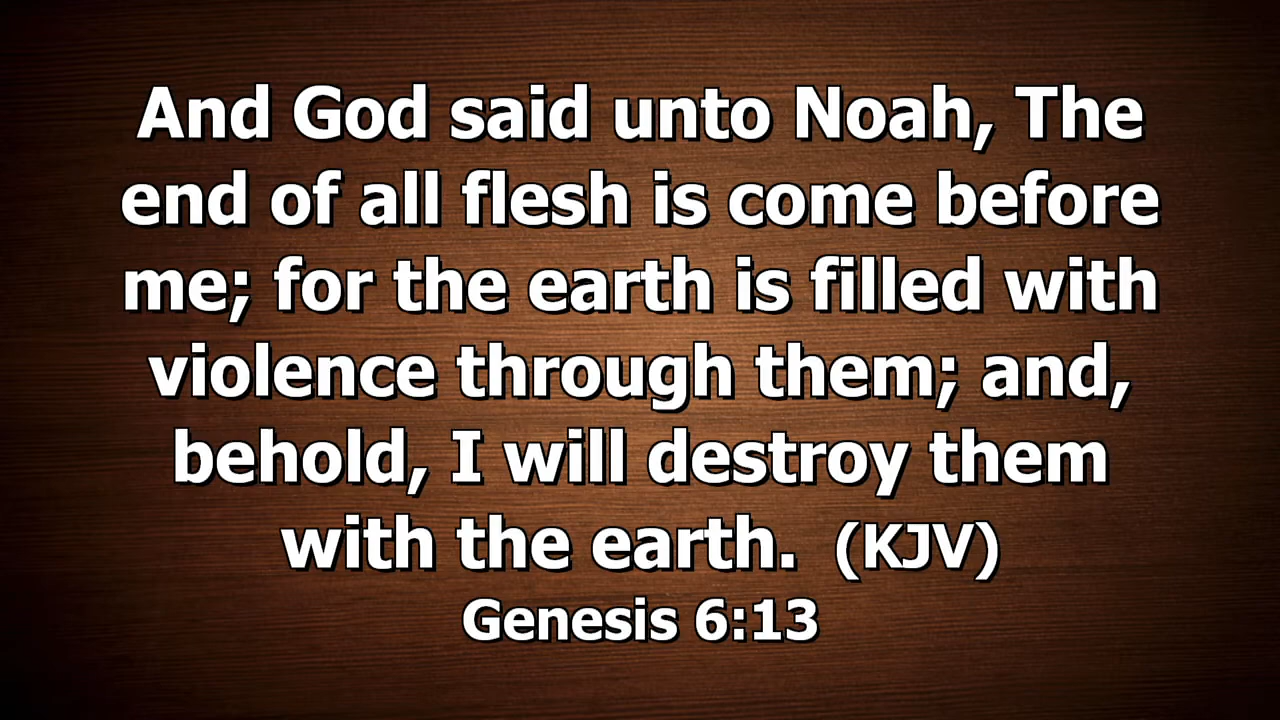 And God said unto Noah, The
end of all flesh is come before
me; for the earth is filled with
violence through them; and,
behold, I will destroy them
with the earth. (KJV)
Genesis 6:13